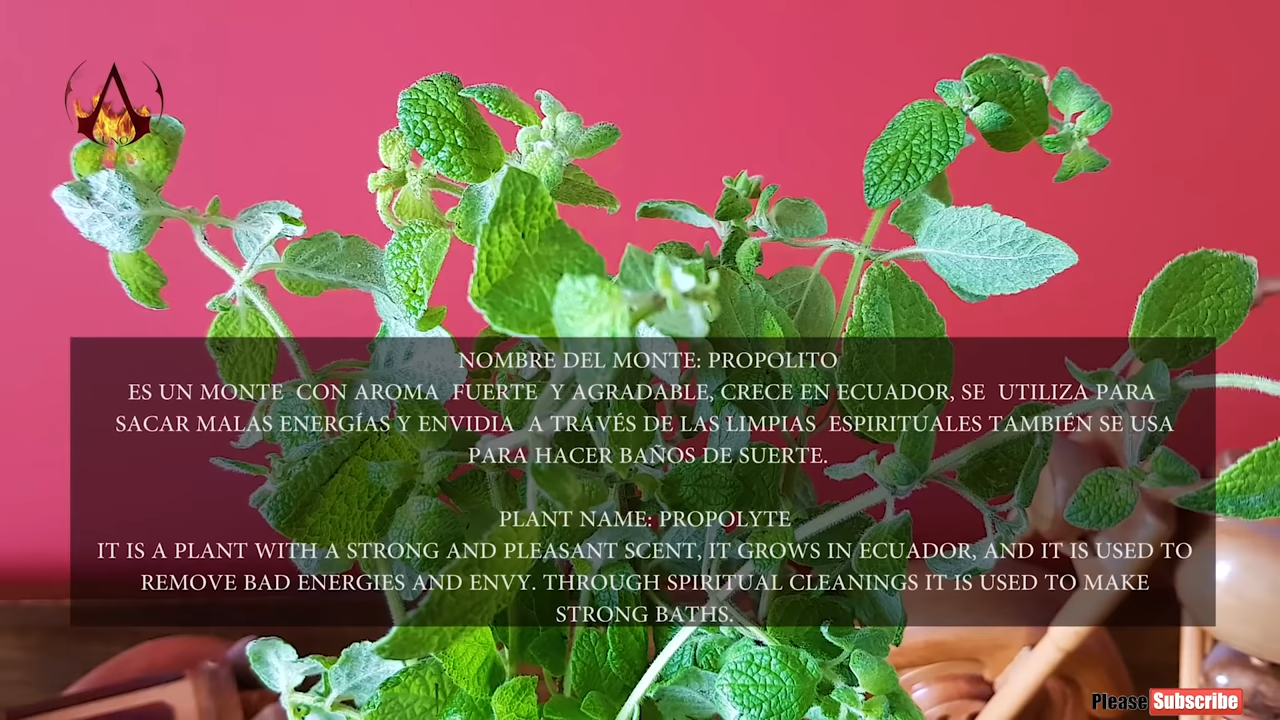 UNO
NOMBRE DEL MONTE: PROPOLITO
ES UN MONTE CON AROMA FUERTE Y AGRADABLE, CRECE EN ECUADOR, SE UTILIZA PARA
SACAR MALAS ENERGÍAS Y ENVIDIA A TRAVÉS DE LAS LIMPIAS ESPIRITUALES TAMBIÉN SE USA
PARA HACER BAÑOS DE SUERTE.
PLANT NAME: PROPOLYTE
IT IS A PLANT WITH A STRONG AND PLEASANT SCENT, IT GROWS IN ECUADOR, AND IT IS USED TO
REMOVE BAD ENERGIES AND ENVY. THROUGH SPIRITUAL CLEANINGS IT IS USED TO MAKE
STRONG BATHS.
Please Subscribe